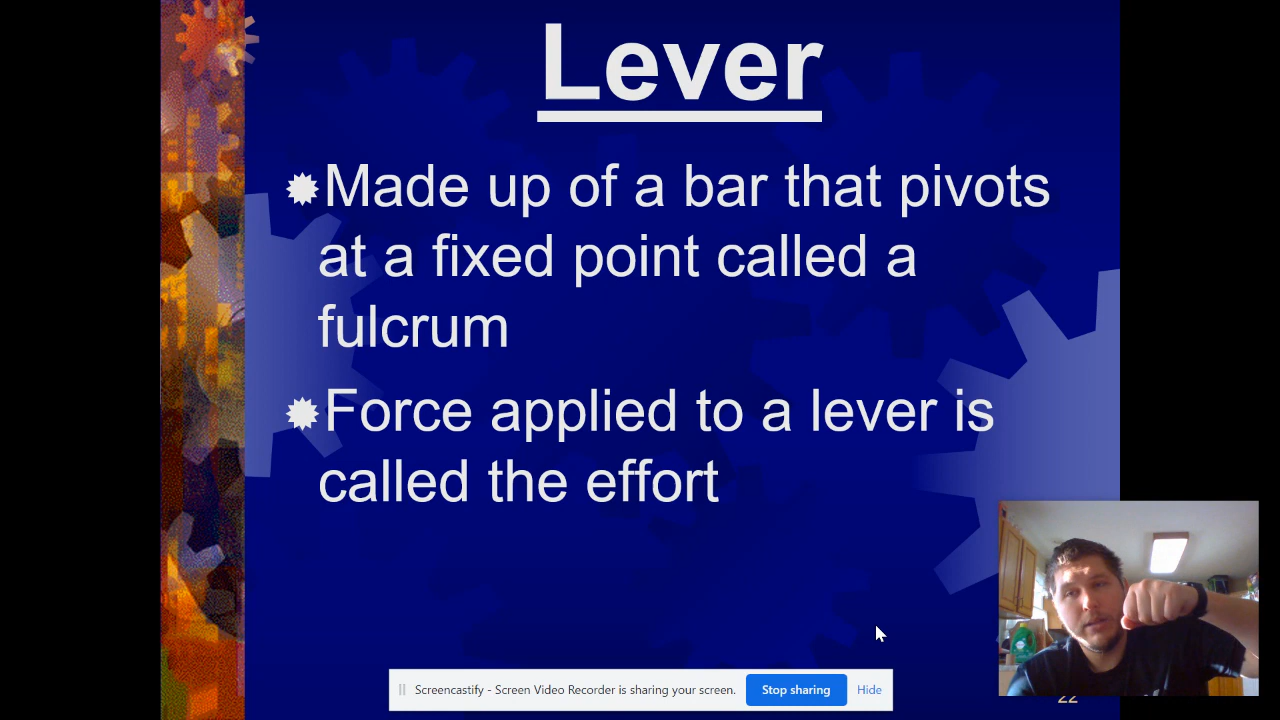 Lever
Made up of a bar that pivots
at a fixed point called a
fulcrum
Force applied to a lever is
called the effort
Screencastify - Screen Video Recorder is sharing your screen. Stop sharing Hide
22